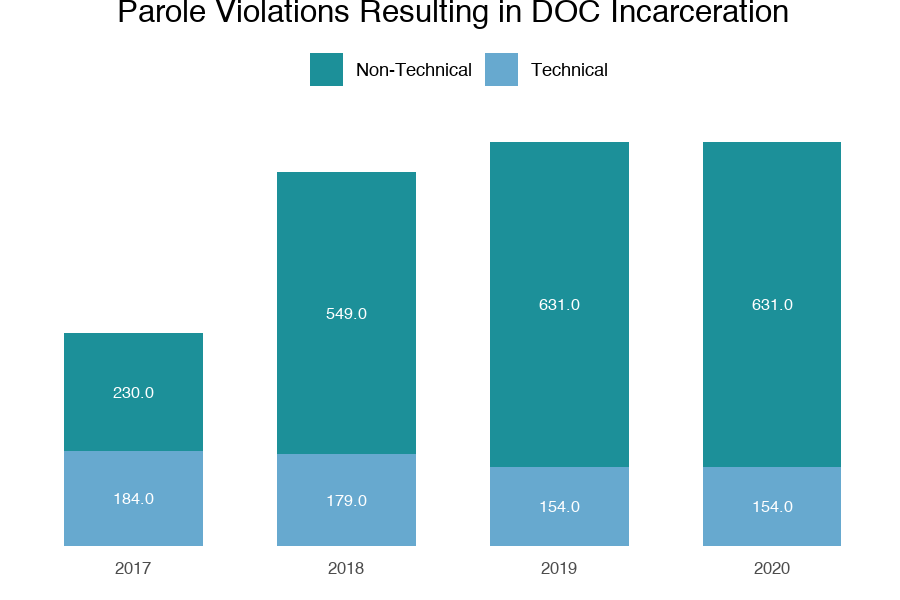 Parole Violations Resulting in DOC Incarceration
Non-Technical Technical
549.0 631.0 631.0
230.0
184.0 179.0 154.0 154.0
2017 2018 2019 2020